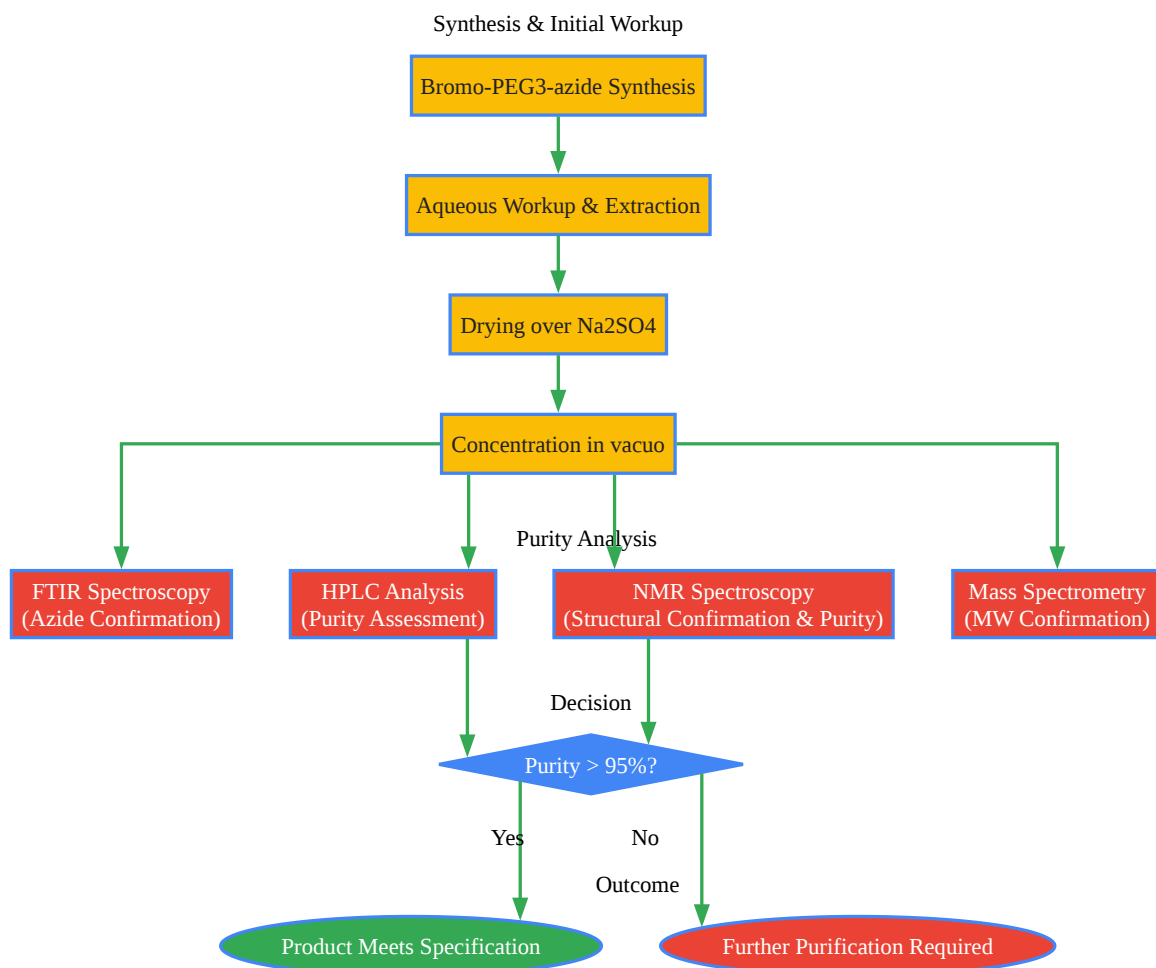 Synthesis & Initial Workup
Bromo-PEG3-azide Synthesis
Aqueous Workup & Extraction
Drying over Na2SO4
Concentration in vacuo
Purity Analysis
FTIR Spectroscopy
(Azide Confirmation)
HPLC Analysis
(Purity Assessment)
NMR Spectroscopy
(Structural Confirmation & Purity)
Mass Spectrometry
(MW Confirmation)
Decision
Purity > 95%?
Yes
No
Outcome
Product Meets Specification
Further Purification Required